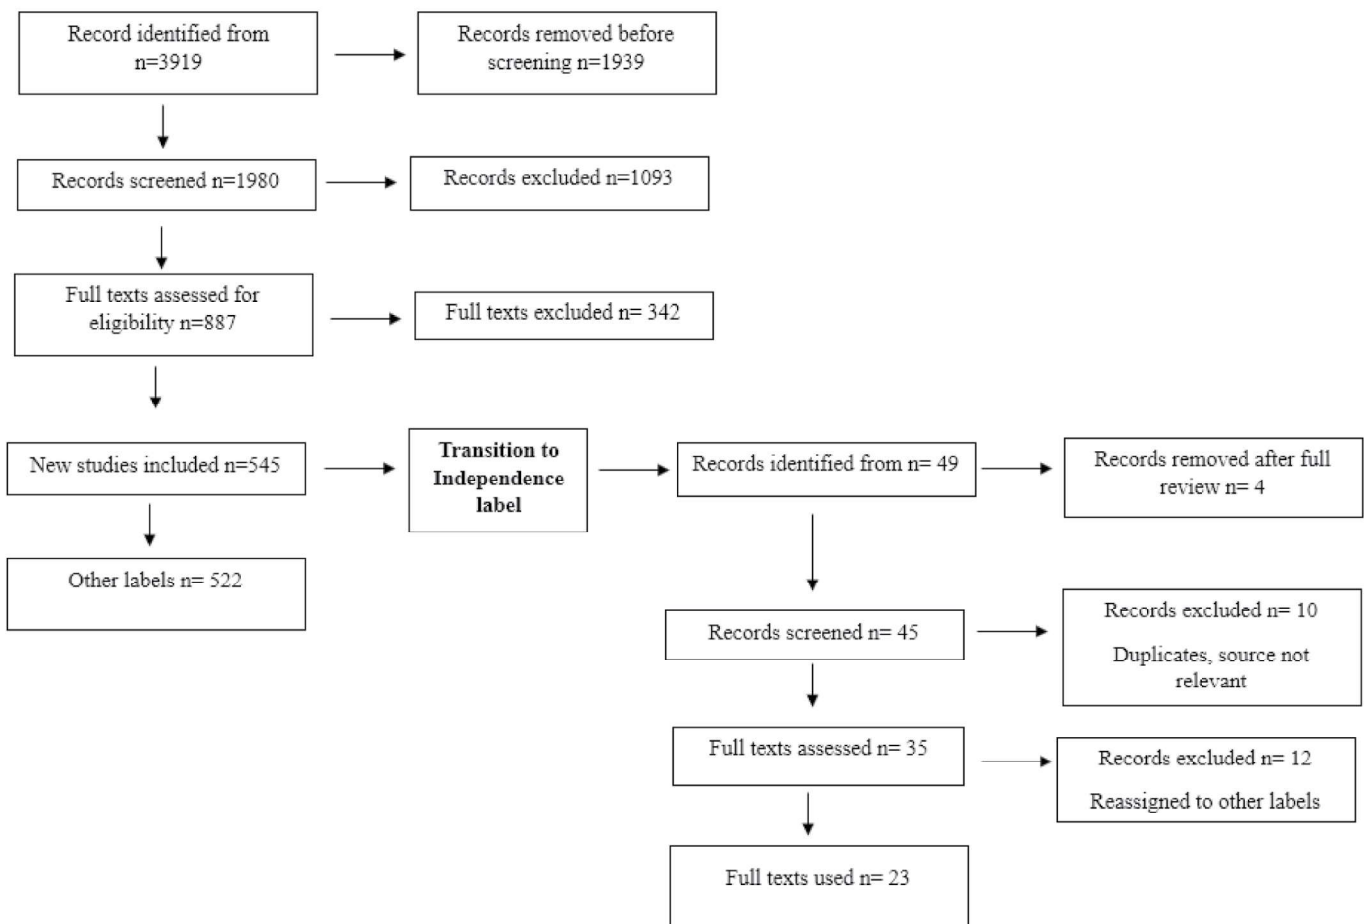 Record identified from
n=3919
Records removed before
screening n=1939
Records screened n=1980
Records excluded n=1093
Full texts assessed for
eligibility n=887
Full texts excluded n= 342
New studies included n=545
Transition to
Independence
label
Records identified from n= 49
Records removed after full
review n= 4
Other labels n= 522
Records screened n= 45
Records excluded n= 10
Duplicates, source not
relevant
Full texts assessed n= 35
Records excluded n= 12
Reassigned to other labels
Full texts used n= 23